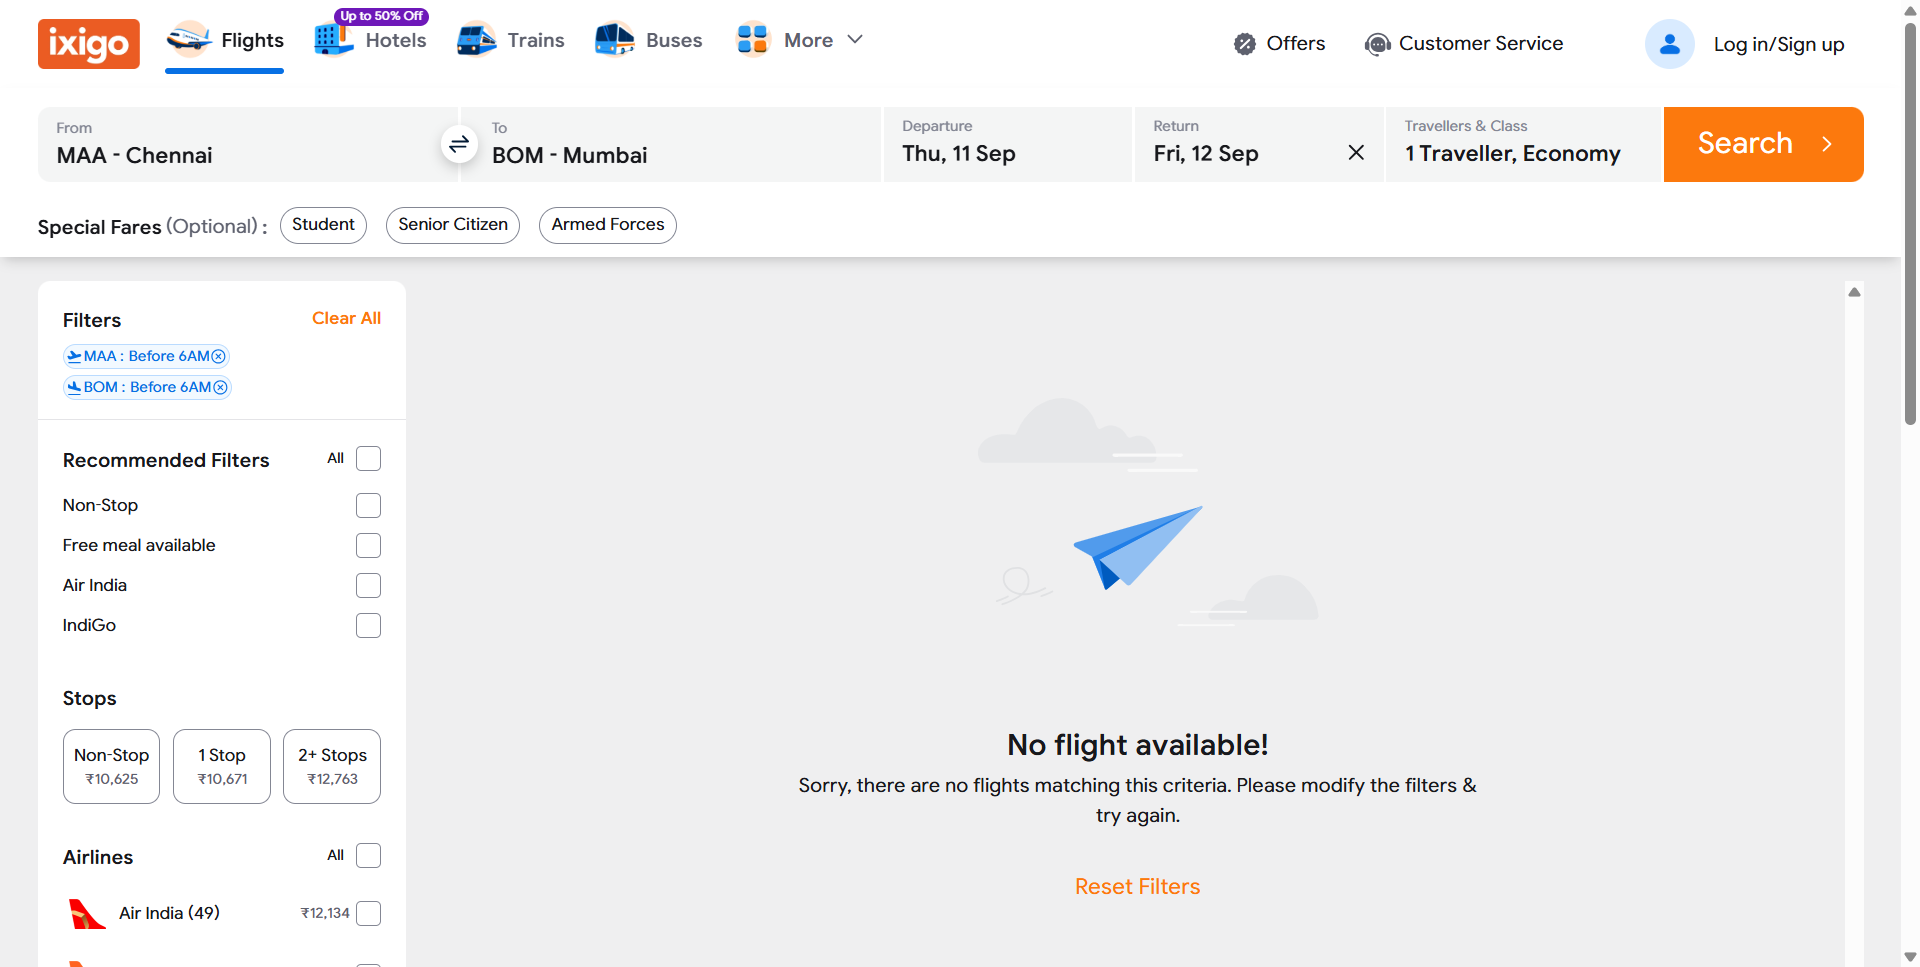 ixigo
Flights
Up to 50% Off
Hotels
Trains
Buses
More
Offers
Customer Service
Log in/Sign up
From
MAA - Chennai
To
BOM - Mumbai
Departure
Thu, 11 Sep
Return
Fri, 12 Sep
Travellers & Class
1 Traveller, Economy
Search
Special Fares (Optional) :
Student
Senior Citizen
Armed Forces
Filters
Clear All
MAA : Before 6AM
BOM : Before 6AM
Recommended Filters
All
Non-Stop
Free meal available
Air India
IndiGo
Stops
Non-Stop
₹10,625
1 Stop
₹10,671
2+ Stops
₹12,763
Airlines
All
Air India (49)
₹12,134
No flight available!
Sorry, there are no flights matching this criteria. Please modify the filters &
try again.
Reset Filters